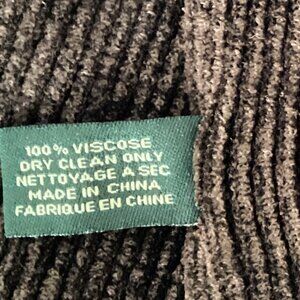 100% VISCOSE
DRY CLEAN ONLY
NETTOYAGE A SEC
MADE IN CHINA
FABRIQUE EN CHINE